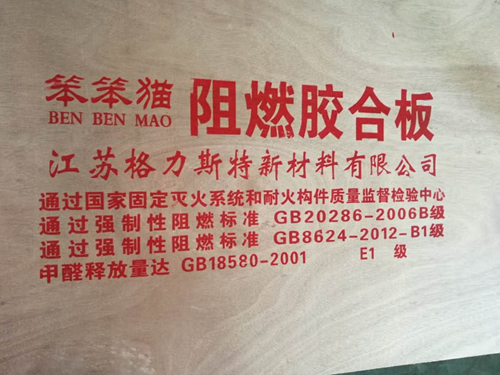 笨笨猫 阻燃胶合板
BEN BEN MAO
江苏格力斯特新材料有限公司
通过国家固定灭火系统和耐火构件质量监督检验中心
通过强制性阻燃标准 GB20286-2006B级
通过强制性阻燃标准 GB8624-2012-B1级
甲醛释放量达 GB18580-2001 E1 级